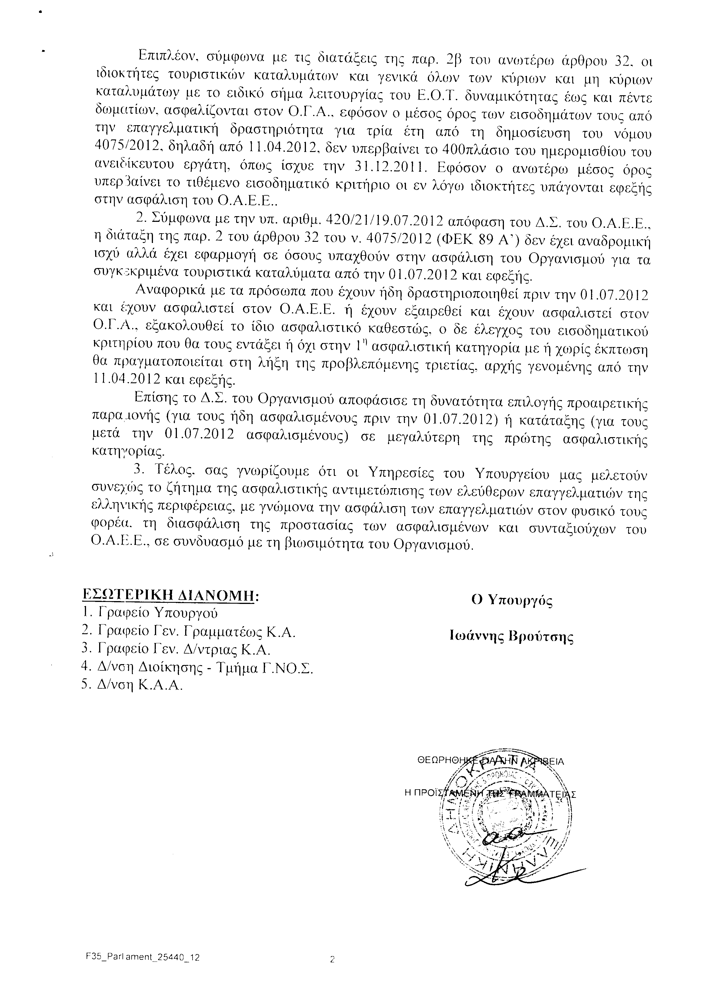 Επιπλέον, σύμφωνα με τις διατάξεις της παρ. 2β του ανωτέρω άρθρου 32, οι
ιδιοκτήτες τουριστικών καταλυμάτων και γενικά όλων των κύριων και μη κύριων
καταλυμάτων με το ειδικό σήμα λειτουργίας του Ε.Ο.Τ. δυναμικότητας έως και πέντε
δωματίων, ασφαλίζονται στον Ο.Γ.Α., εφόσον ο μέσος όρος των εισοδημάτων τους από
την επαγγελματική δραστηριότητα για τρία έτη από τη δημοσίευση του νόμου
4075/2012, δηλαδή από 11.04.2012, δεν υπερβαίνει το 400πλάσιο του ημερομισθίου του
ανειδίκευτου εργάτη, όπως ίσχυε την 31.12.2011. Εφόσον ο ανωτέρω μέσος όρος
υπερβαίνει το τιθέμενο εισοδηματικό κριτήριο οι εν λόγω ιδιοκτήτες υπάγονται εφεξής
στην ασφάλιση του Ο.Α.Ε.Ε..
2. Σύμφωνα με την υπ. αριθμ. 420/21/19.07.2012 απόφαση του Δ.Σ. του Ο.Α.Ε.Ε.,
η διάταξη της παρ. 2 του άρθρου 32 του ν. 4075/2012 (ΦΕΚ 89 Α') δεν έχει αναδρομική
ισχύ αλλά έχει εφαρμογή σε όσους υπαχθούν στην ασφάλιση του Οργανισμού για τα
συγκεκριμένα τουριστικά καταλύματα από την 01.07.2012 και εφεξής.
Αναφορικά με τα πρόσωπα που έχουν ήδη δραστηριοποιηθεί πριν την 01.07.2012
και έχουν ασφαλιστεί στον Ο.Α.Ε.Ε. ή έχουν εξαιρεθεί και έχουν ασφαλιστεί στον
Ο.Γ.Α., εξακολουθεί το ίδιο ασφαλιστικό καθεστώς, ο δε έλεγχος του εισοδηματικού
κριτηρίου που θα τους εντάξει ή όχι στην 1η ασφαλιστική κατηγορία με ή χωρίς έκπτωση
θα πραγματοποιείται στη λήξη της προβλεπόμενης τριετίας, αρχής γενομένης από την
11.04.2012 και εφεξής.
Επίσης το Δ.Σ. του Οργανισμού αποφάσισε τη δυνατότητα επιλογής προαιρετικής
παραμονής (για τους ήδη ασφαλισμένους πριν την 01.07.2012) ή κατάταξης (για τους
μετά την 01.07.2012 ασφαλισμένους) σε μεγαλύτερη της πρώτης ασφαλιστικής
κατηγορίας.
3. Τέλος, σας γνωρίζουμε ότι οι Υπηρεσίες του Υπουργείου μας μελετούν
συνεχώς το ζήτημα της ασφαλιστικής αντιμετώπισης των ελεύθερων επαγγελματιών της
ελληνικής περιφέρειας, με γνώμονα την ασφάλιση των επαγγελματιών στον φυσικό τους
φορέα, τη διασφάλιση της προστασίας των ασφαλισμένων και συνταξιούχων του
Ο.Α.Ε.Ε., σε συνδυασμό με τη βιωσιμότητα του Οργανισμού.
ΕΣΩΤΕΡΙΚΗ ΔΙΑΝΟΜΗ:
1. Γραφείο Υπουργού
2. Γραφείο Γεν. Γραμματέως Κ.Α.
3. Γραφείο Γεν. Δ/ντριας Κ.Α.
4. Δ/νση Διοίκησης - Τμήμα Γ.ΝΟ.Σ.
5. Δ/νση Κ.Α.Α.
Ο Υπουργός
Ιωάννης Βρούτσης
ΘΕΩΡΗΘΗΚΕ ΓΙΑ ΤΗΝ ΑΚΡΙΒΕΙΑ
Η ΠΡΟΪΣΤΑΜΕΝΗ ΤΗΣ ΓΡΑΜΜΑΤΕΙΑΣ
ΕΛΛΗΝΙΚΗ ΔΗΜΟΚΡΑΤΙΑ
F35_Parlament_25440_12
2